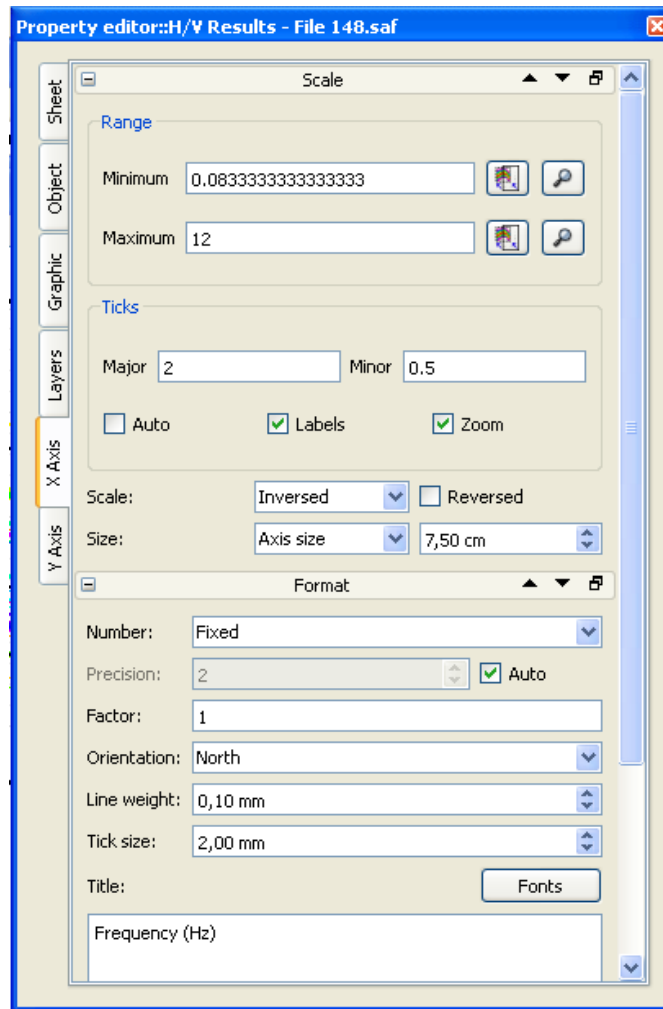 Property editor::H/V Results - File 148.saf
Sheet
Object
Graphic
Layers
X Axis
Y Axis
Scale
Range
Minimum 0.0833333333333333
Maximum 12
Ticks
Major 2 Minor 0.5
Auto Labels Zoom
Scale: Inversed Reversed
Size: Axis size 7,50 cm
Format
Number: Fixed
Precision: 2 Auto
Factor: 1
Orientation: North
Line weight: 0,10 mm
Tick size: 2,00 mm
Title: Fonts
Frequency (Hz)